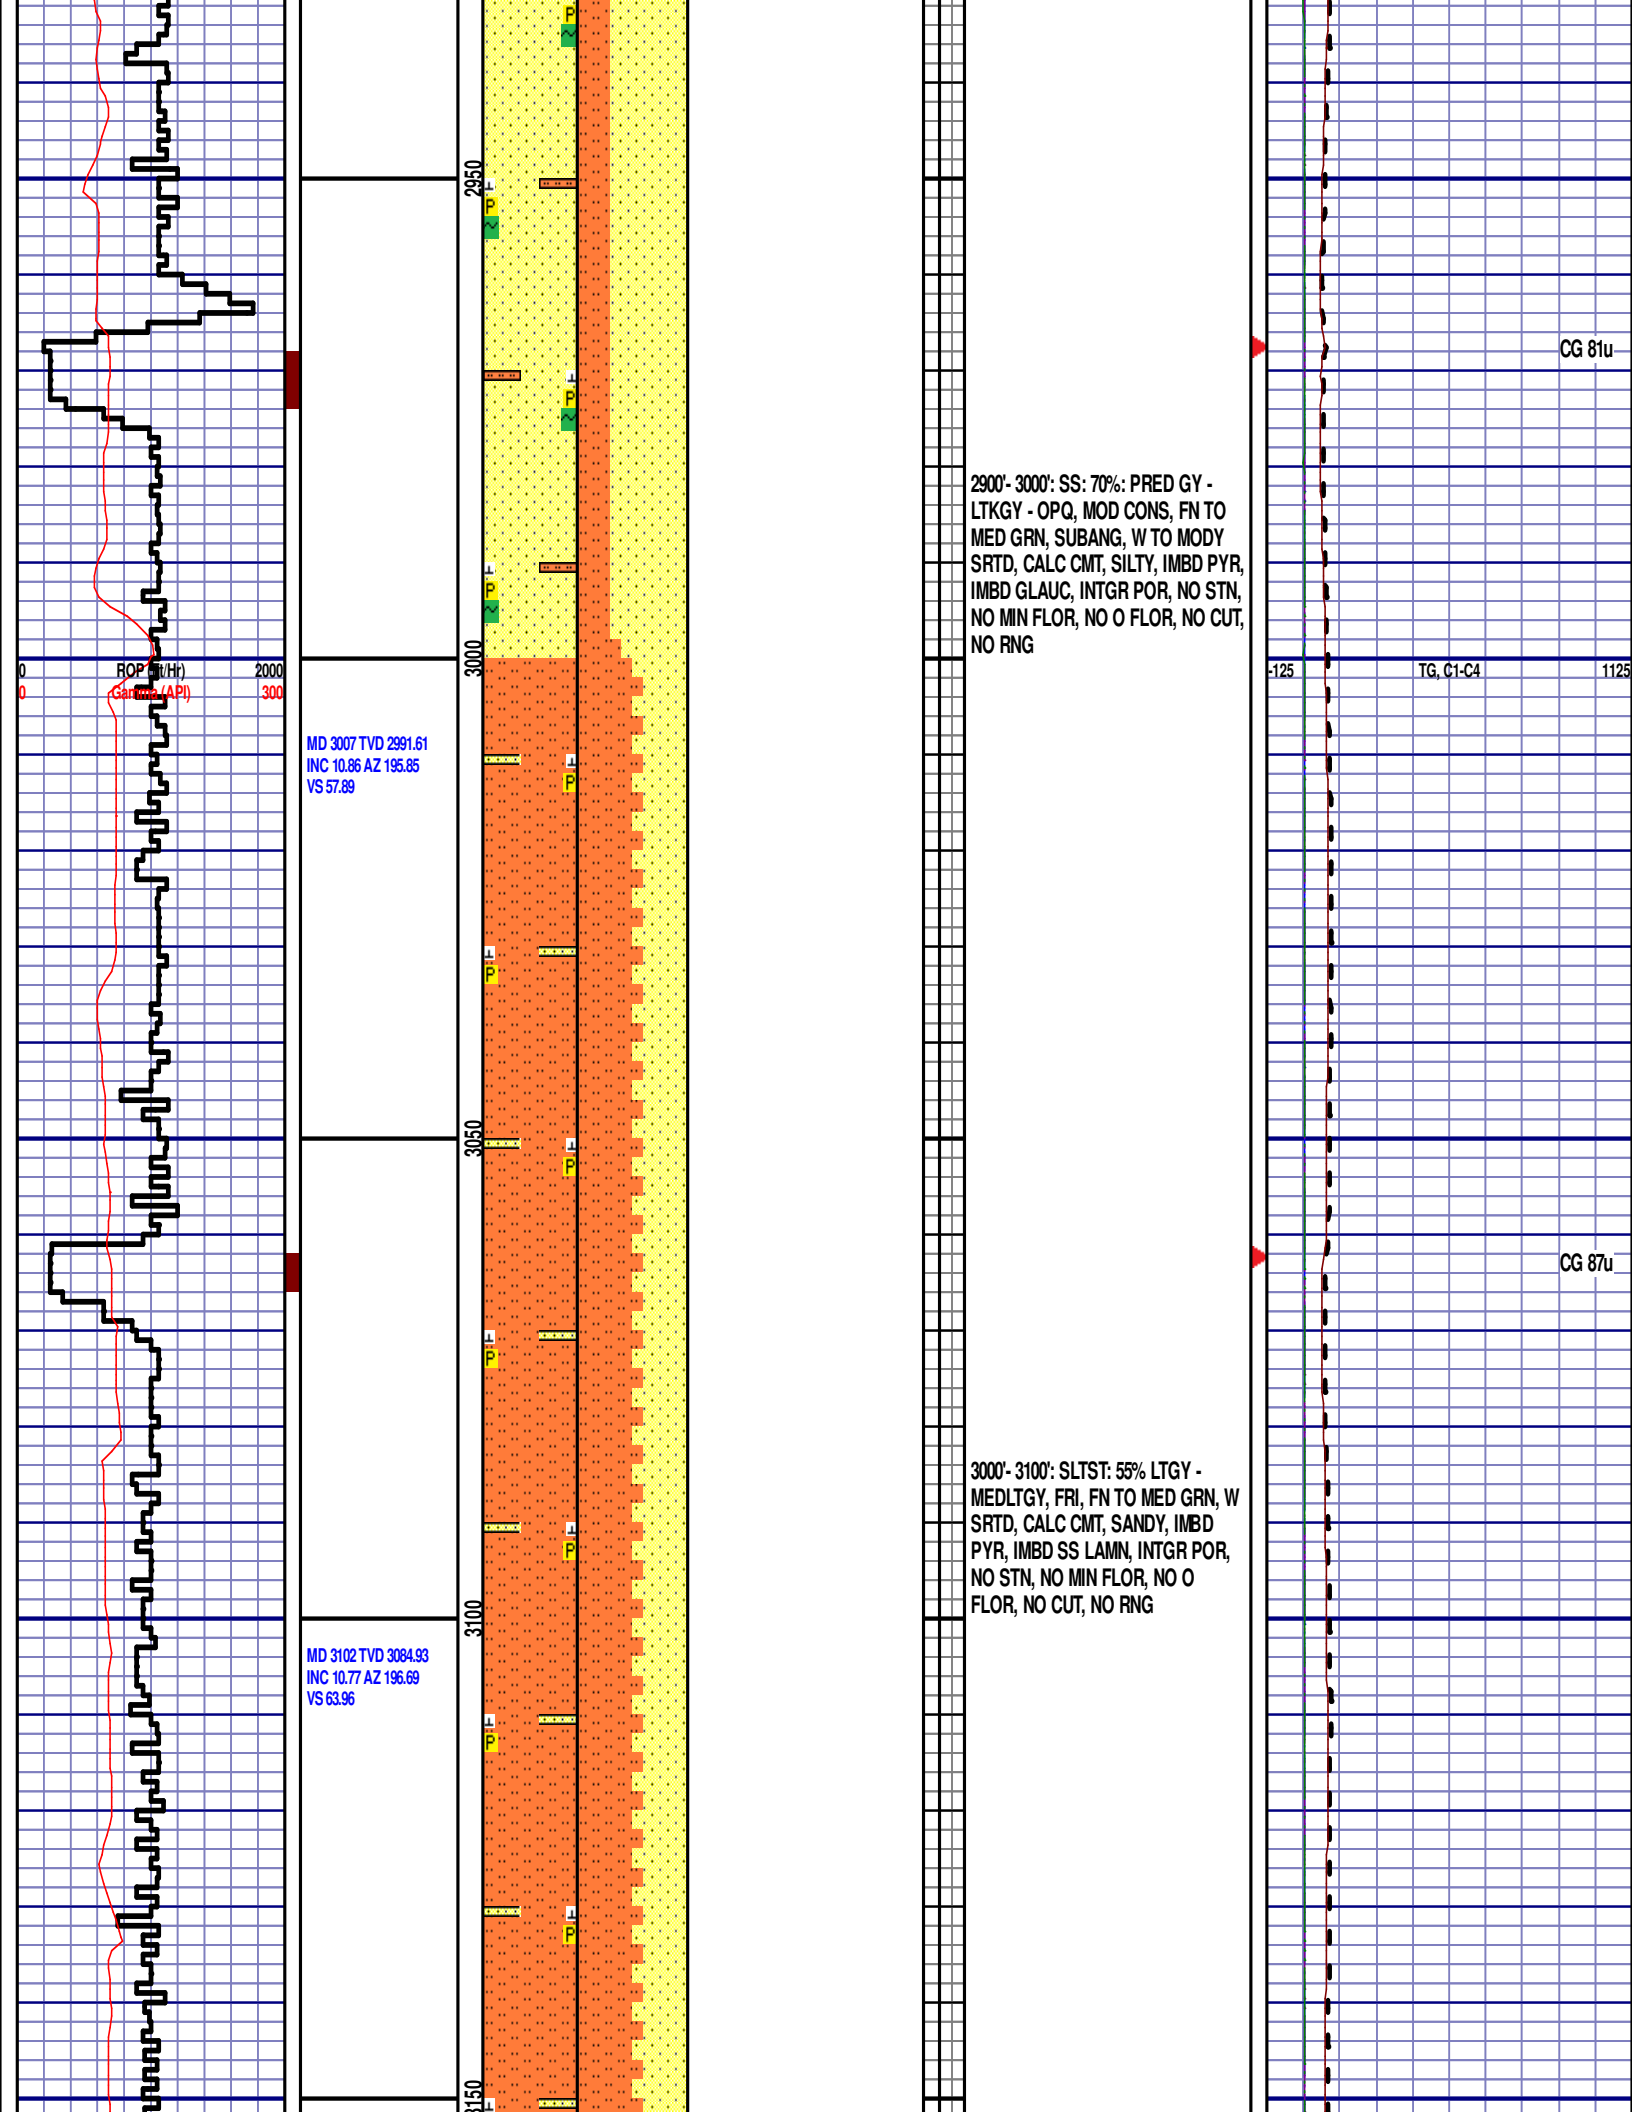 P
2950
P
CG 81u
P
2900'- 3000': SS: 70%: PRED GY -
LTKGY - OPQ, MOD CONS, FN TO
MED GRN, SUBANG, W TO MODY
SRTD, CALC CMT, SILTY, IMBD PYR,
IMBD GLAUC, INTGR POR, NO STN,
NO MIN FLOR, NO O FLOR, NO CUT,
NO RNG
P
3000
0 ROP (ft/Hr) 2000
0 Gamma (API) 300
-125 TG, C1-C4 1125
MD 3007 TVD 2991.61
INC 10.86 AZ 195.85
VS 57.89
P
P
3050
P
CG 87u
P
3000'- 3100': SLTST: 55% LTGY -
MEDLTGY, FRI, FN TO MED GRN, W
SRTD, CALC CMT, SANDY, IMBD
PYR, IMBD SS LAMN, INTGR POR,
NO STN, NO MIN FLOR, NO O
FLOR, NO CUT, NO RNG
P
3100
MD 3102 TVD 3084.93
INC 10.77 AZ 196.69
VS 63.96
P
P
3150